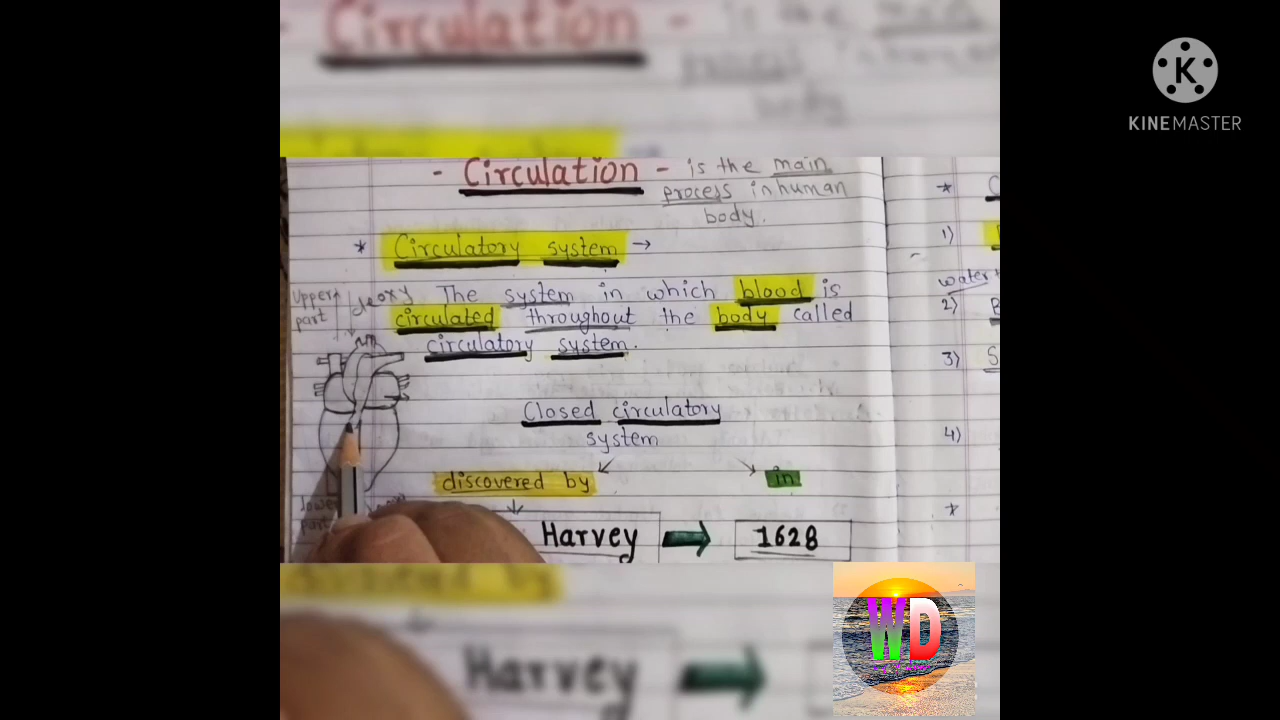 - Circulation - is the main
process in human
body.
* Circulatory system →
Upper
part
deoxy
The system in which blood is
circulated throughout the body called
circulatory system.
Closed circulatory
system
discovered by
in
Harvey → 1628
lower
part
*
1)
water
2)
3)
4)
*
KINEMASTER
WD